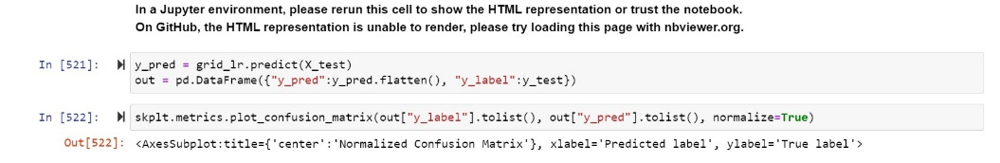 In a Jupyter environment, please rerun this cell to show the HTML representation or trust the notebook.
On GitHub, the HTML representation is unable to render, please try loading this page with nbviewer.org.
In [521]: y_pred = grid_lr.predict(X_test)
out = pd.DataFrame({"y_pred":y_pred.flatten(), "y_label":y_test})
In [522]: skplt.metrics.plot_confusion_matrix(out["y_label"].tolist(), out["y_pred"].tolist(), normalize=True)
Out[522]: <AxesSubplot:title={'center':'Normalized Confusion Matrix'}, xlabel='Predicted label', ylabel='True label'>